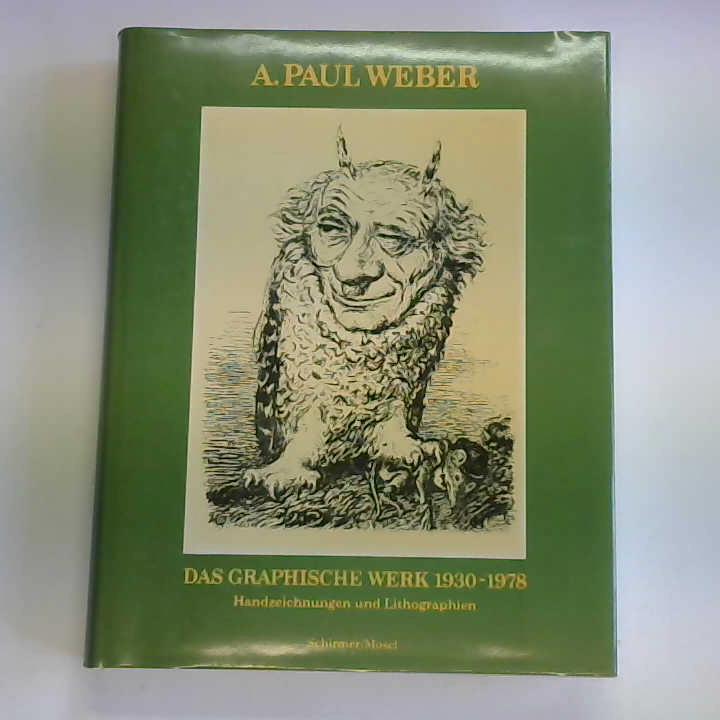 A. PAUL WEBER
DAS GRAPHISCHE WERK 1930-1978
Handzeichnungen und Lithographien
Schirmer/Mosel